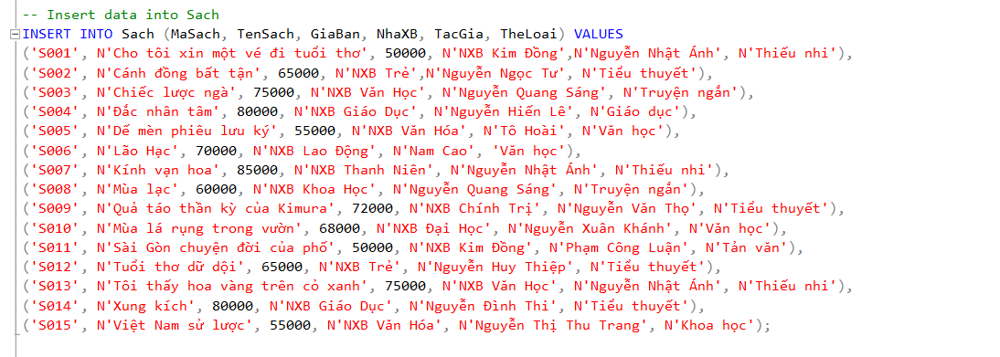 -- Insert data into Sach
INSERT INTO Sach (MaSach, TenSach, GiaBan, NhaXB, TacGia, TheLoai) VALUES
('S001', N'Cho tôi xin một vé đi tuổi thơ', 50000, N'NXB Kim Đồng',N'Nguyễn Nhật Ánh', N'Thiếu nhi'),
('S002', N'Cánh đồng bất tận', 65000, N'NXB Trẻ',N'Nguyễn Ngọc Tư', N'Tiểu thuyết'),
('S003', N'Chiếc lược ngà', 75000, N'NXB Văn Học', N'Nguyễn Quang Sáng', N'Truyện ngắn'),
('S004', N'Đắc nhân tâm', 80000, N'NXB Giáo Dục', N'Nguyễn Hiến Lê', N'Giáo dục'),
('S005', N'Dế mèn phiêu lưu ký', 55000, N'NXB Văn Hóa', N'Tô Hoài', N'Văn học'),
('S006', N'Lão Hạc', 70000, N'NXB Lao Động', N'Nam Cao', 'Văn học'),
('S007', N'Kính vạn hoa', 85000, N'NXB Thanh Niên', N'Nguyễn Nhật Ánh', N'Thiếu nhi'),
('S008', N'Mùa lạc', 60000, N'NXB Khoa Học', N'Nguyễn Quang Sáng', N'Truyện ngắn'),
('S009', N'Quả táo thần kỳ của Kimura', 72000, N'NXB Chính Trị', N'Nguyễn Văn Thọ', N'Tiểu thuyết'),
('S010', N'Mùa lá rụng trong vườn', 68000, N'NXB Đại Học', N'Nguyễn Xuân Khánh', N'Văn học'),
('S011', N'Sài Gòn chuyện đời của phố', 50000, N'NXB Kim Đồng', N'Phạm Công Luận', N'Tản văn'),
('S012', N'Tuổi thơ dữ dội', 65000, N'NXB Trẻ', N'Nguyễn Huy Thiệp', N'Tiểu thuyết'),
('S013', N'Tôi thấy hoa vàng trên cỏ xanh', 75000, N'NXB Văn Học', N'Nguyễn Nhật Ánh', N'Thiếu nhi'),
('S014', N'Xung kích', 80000, N'NXB Giáo Dục', N'Nguyễn Đình Thi', N'Tiểu thuyết'),
('S015', N'Việt Nam sử lược', 55000, N'NXB Văn Hóa', N'Nguyễn Thị Thu Trang', N'Khoa học');